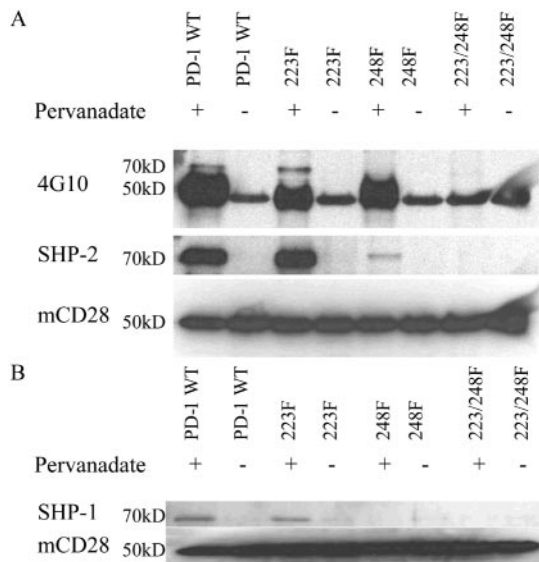 A
PD-1 WT PD-1 WT 223F 223F 248F 248F 223/248F 223/248F
Pervanadate + - + - + - + -
4G10 70kD 50kD
SHP-2 70kD
mCD28 50kD
B
PD-1 WT PD-1 WT 223F 223F 248F 248F 223/248F 223/248F
Pervanadate + - + - + - + -
SHP-1 70kD
mCD28 50kD